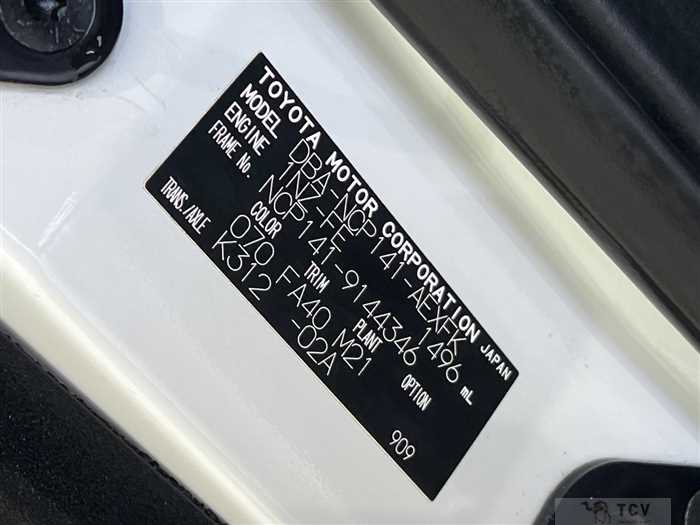 TOYOTA MOTOR CORPORATION JAPAN
MODEL DBA-NCP141-AEXFK
ENGINE 1NZ-FE 1496 mL
FRAME No. NCP141-9144346
COLOR TRIM PLANT OPTION
070 FA40 M21
TRANS./AXLE K312 -02A
909
TCV